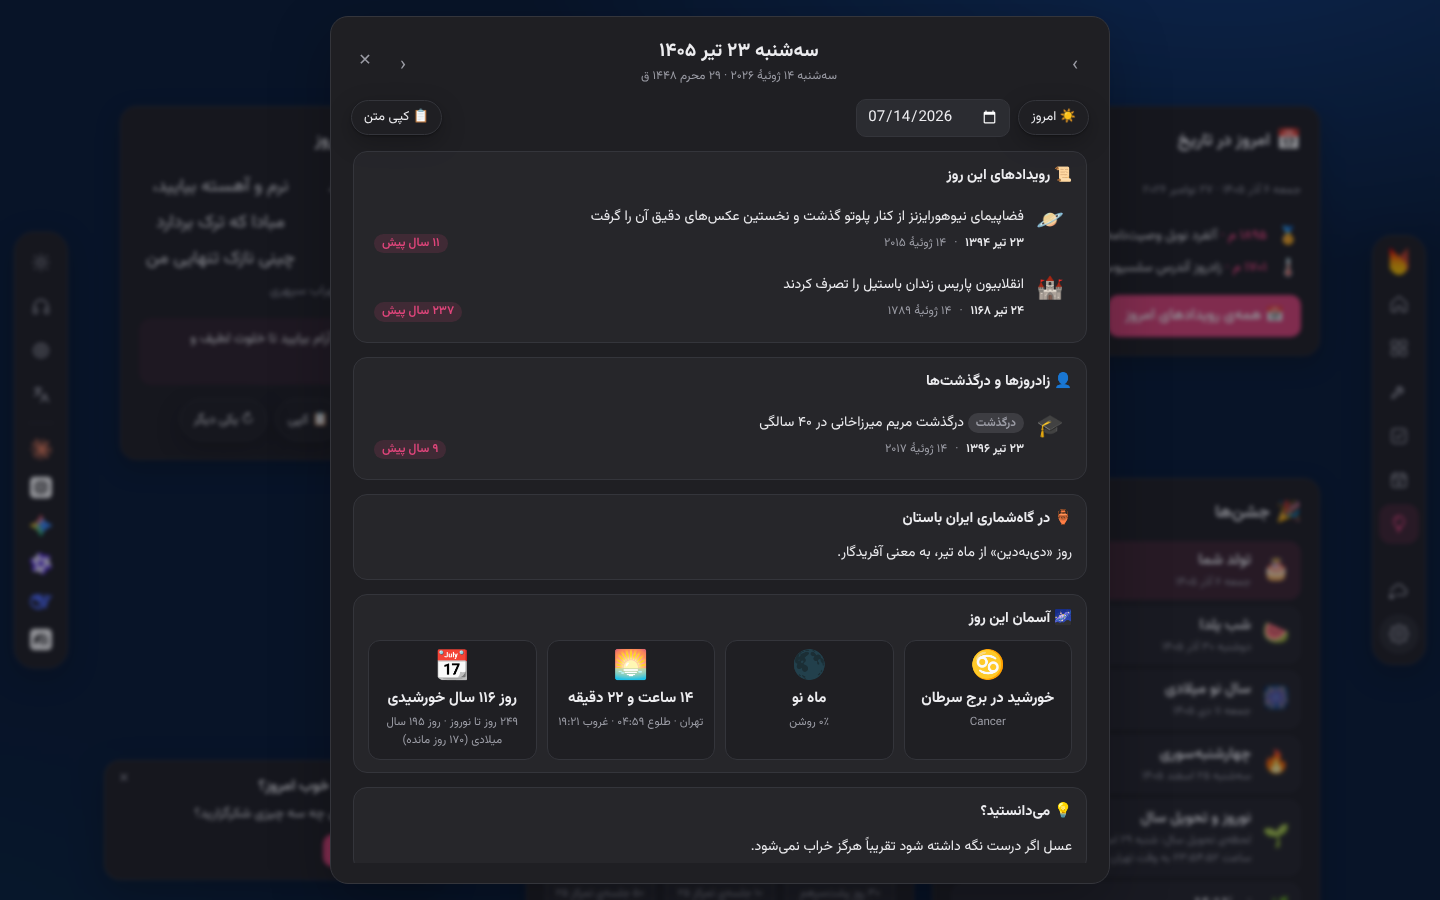 سه‌شنبه ۲۳ تیر ۱۴۰۵
سه‌شنبه ۱۴ ژوئیهٔ ۲۰۲۶ · ۲۹ محرم ۱۴۴۸ ق
امروز
07/14/2026
کپی متن
رویدادهای این روز
فضاپیمای نیوهورایزنز از کنار پلوتو گذشت و نخستین عکس‌های دقیق آن را گرفت
۲۳ تیر ۱۳۹۴ · ۱۴ ژوئیهٔ ۲۰۱۵
۱۱ سال پیش
انقلابیون پاریس زندان باستیل را تصرف کردند
۲۴ تیر ۱۱۶۸ · ۱۴ ژوئیهٔ ۱۷۸۹
۲۳۷ سال پیش
زادروزها و درگذشت‌ها
درگذشت درگذشت مریم میرزاخانی در ۴۰ سالگی
۲۳ تیر ۱۳۹۶ · ۱۴ ژوئیهٔ ۲۰۱۷
۹ سال پیش
در گاه‌شماری ایران باستان
روز «دی‌به‌دین» از ماه تیر، به معنی آفریدگار.
آسمان این روز
خورشید در برج سرطان
Cancer
ماه نو
۰٪ روشن
۱۴ ساعت و ۲۲ دقیقه
تهران · طلوع ۰۴:۵۹ · غروب ۱۹:۲۱
روز ۱۱۶ سال خورشیدی
۲۴۹ روز تا نوروز · روز ۱۹۵ سال
میلادی (۱۷۰ روز مانده)
می‌دانستید؟
عسل اگر درست نگه داشته شود تقریباً هرگز خراب نمی‌شود.
امروز در تاریخ
همه‌ی رویدادهای امروز
جشن‌ها
تولد شما
شب یلدا
سال نو میلادی
چهارشنبه‌سوری
نوروز و تحویل سال
نرم و آهسته بیایید،
مبادا که ترک بردارد
چینی نازک تنهایی من
کپی
یکی دیگر